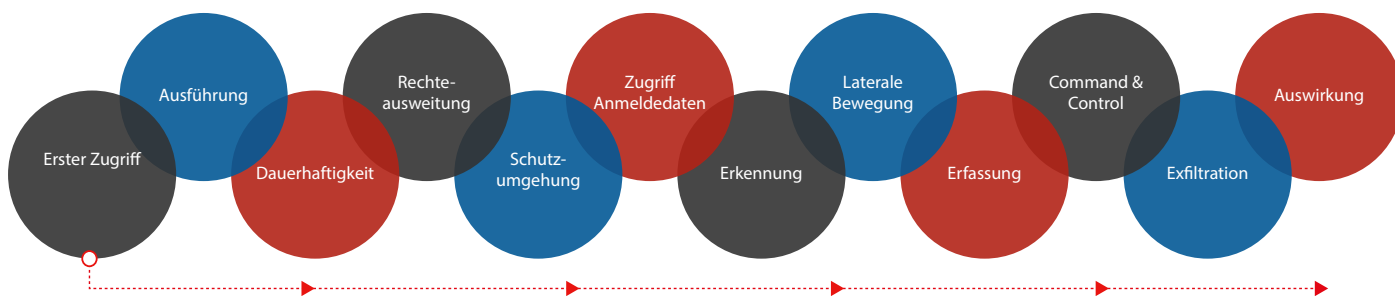 Erster Zugriff
Ausführung
Dauerhaftigkeit
Rechte-
ausweitung
Schutz-
umgehung
Zugriff
Anmeldedaten
Erkennung
Laterale
Bewegung
Erfassung
Command &
Control
Exfiltration
Auswirkung